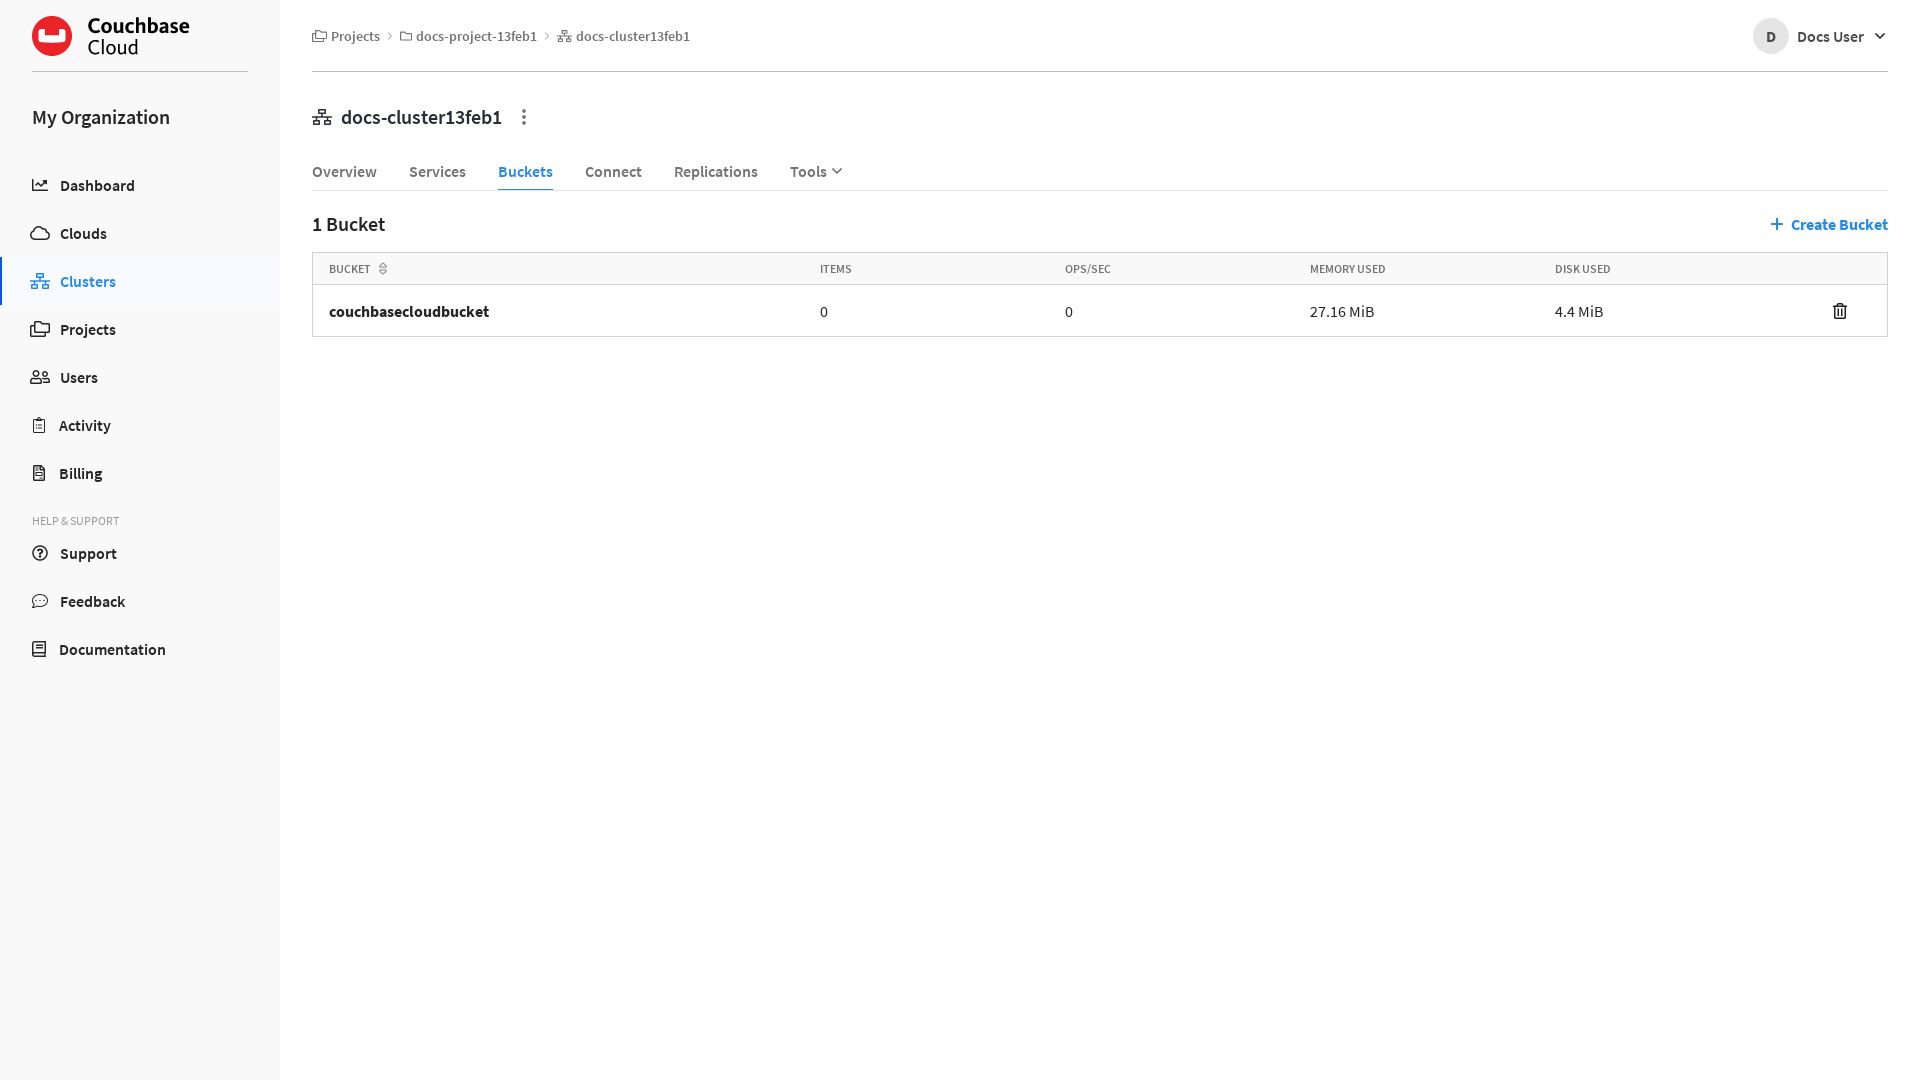 Couchbase
Cloud
Projects
docs-project-13feb1
docs-cluster13feb1
D
Docs User
My Organization
Dashboard
Clouds
Clusters
Projects
Users
Activity
Billing
HELP & SUPPORT
Support
Feedback
Documentation
docs-cluster13feb1
Overview Services Buckets Connect Replications Tools
1 Bucket
Create Bucket
BUCKET ITEMS OPS/SEC MEMORY USED DISK USED
couchbasecloudbucket 0 0 27.16 MiB 4.4 MiB